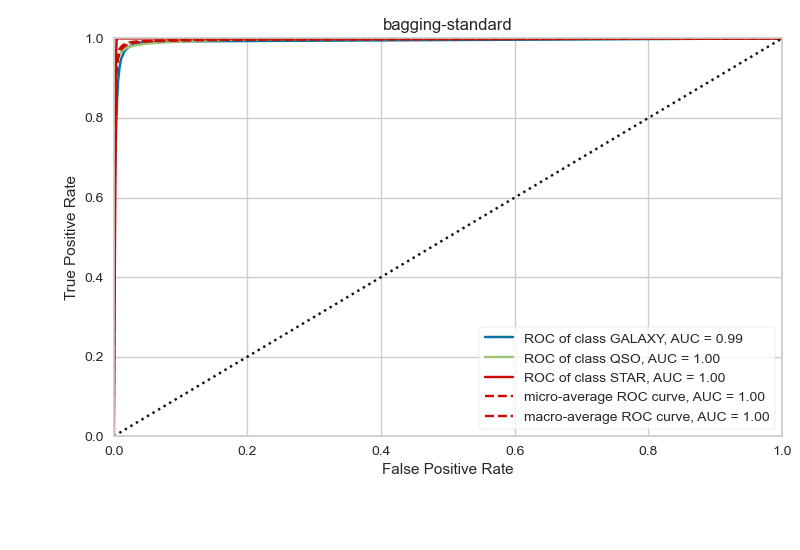 bagging-standard
1.0
0.8
0.6
0.4
0.2
0.0
True Positive Rate
ROC of class GALAXY, AUC = 0.99
ROC of class QSO, AUC = 1.00
ROC of class STAR, AUC = 1.00
micro-average ROC curve, AUC = 1.00
macro-average ROC curve, AUC = 1.00
0.0 0.2 0.4 0.6 0.8 1.0
False Positive Rate